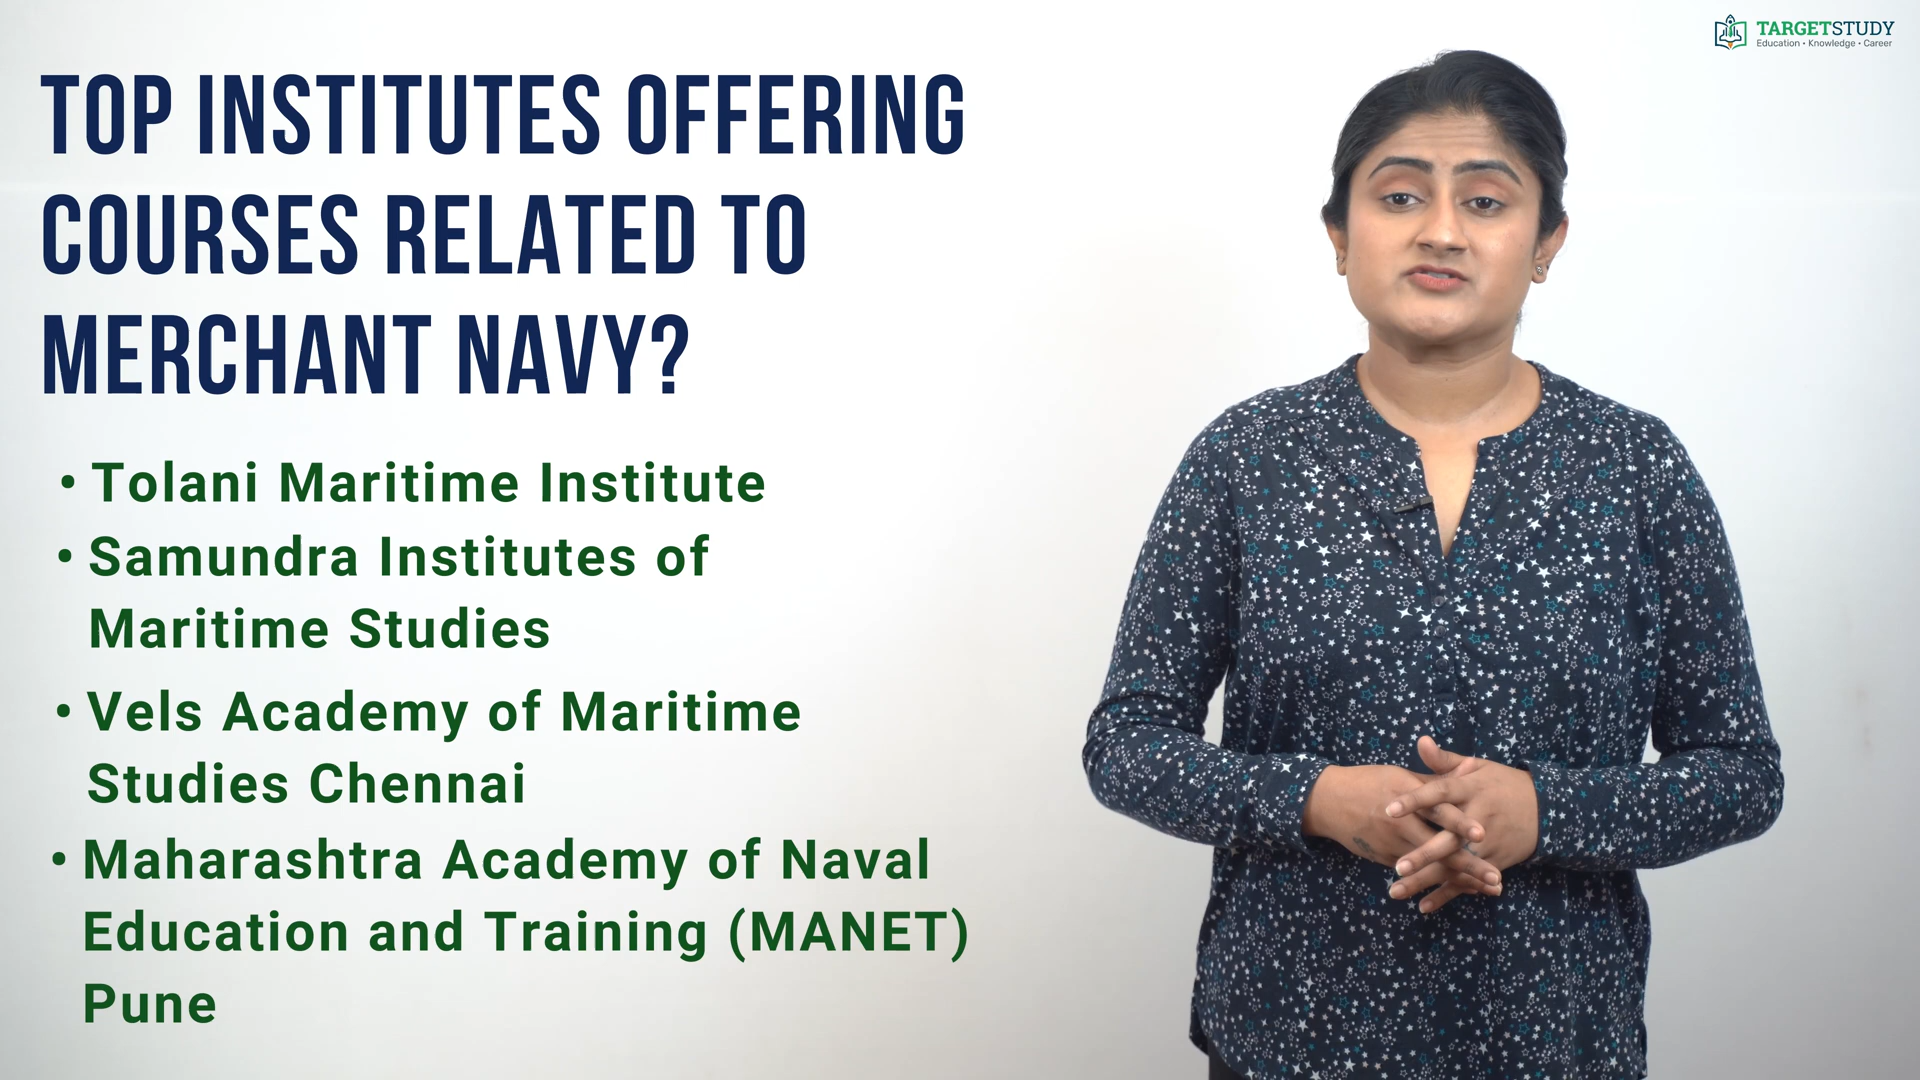 TARGETSTUDY
Education • Knowledge • Career
TOP INSTITUTES OFFERING
COURSES RELATED TO
MERCHANT NAVY?
• Tolani Maritime Institute
• Samundra Institutes of
Maritime Studies
• Vels Academy of Maritime
Studies Chennai
• Maharashtra Academy of Naval
Education and Training (MANET)
Pune